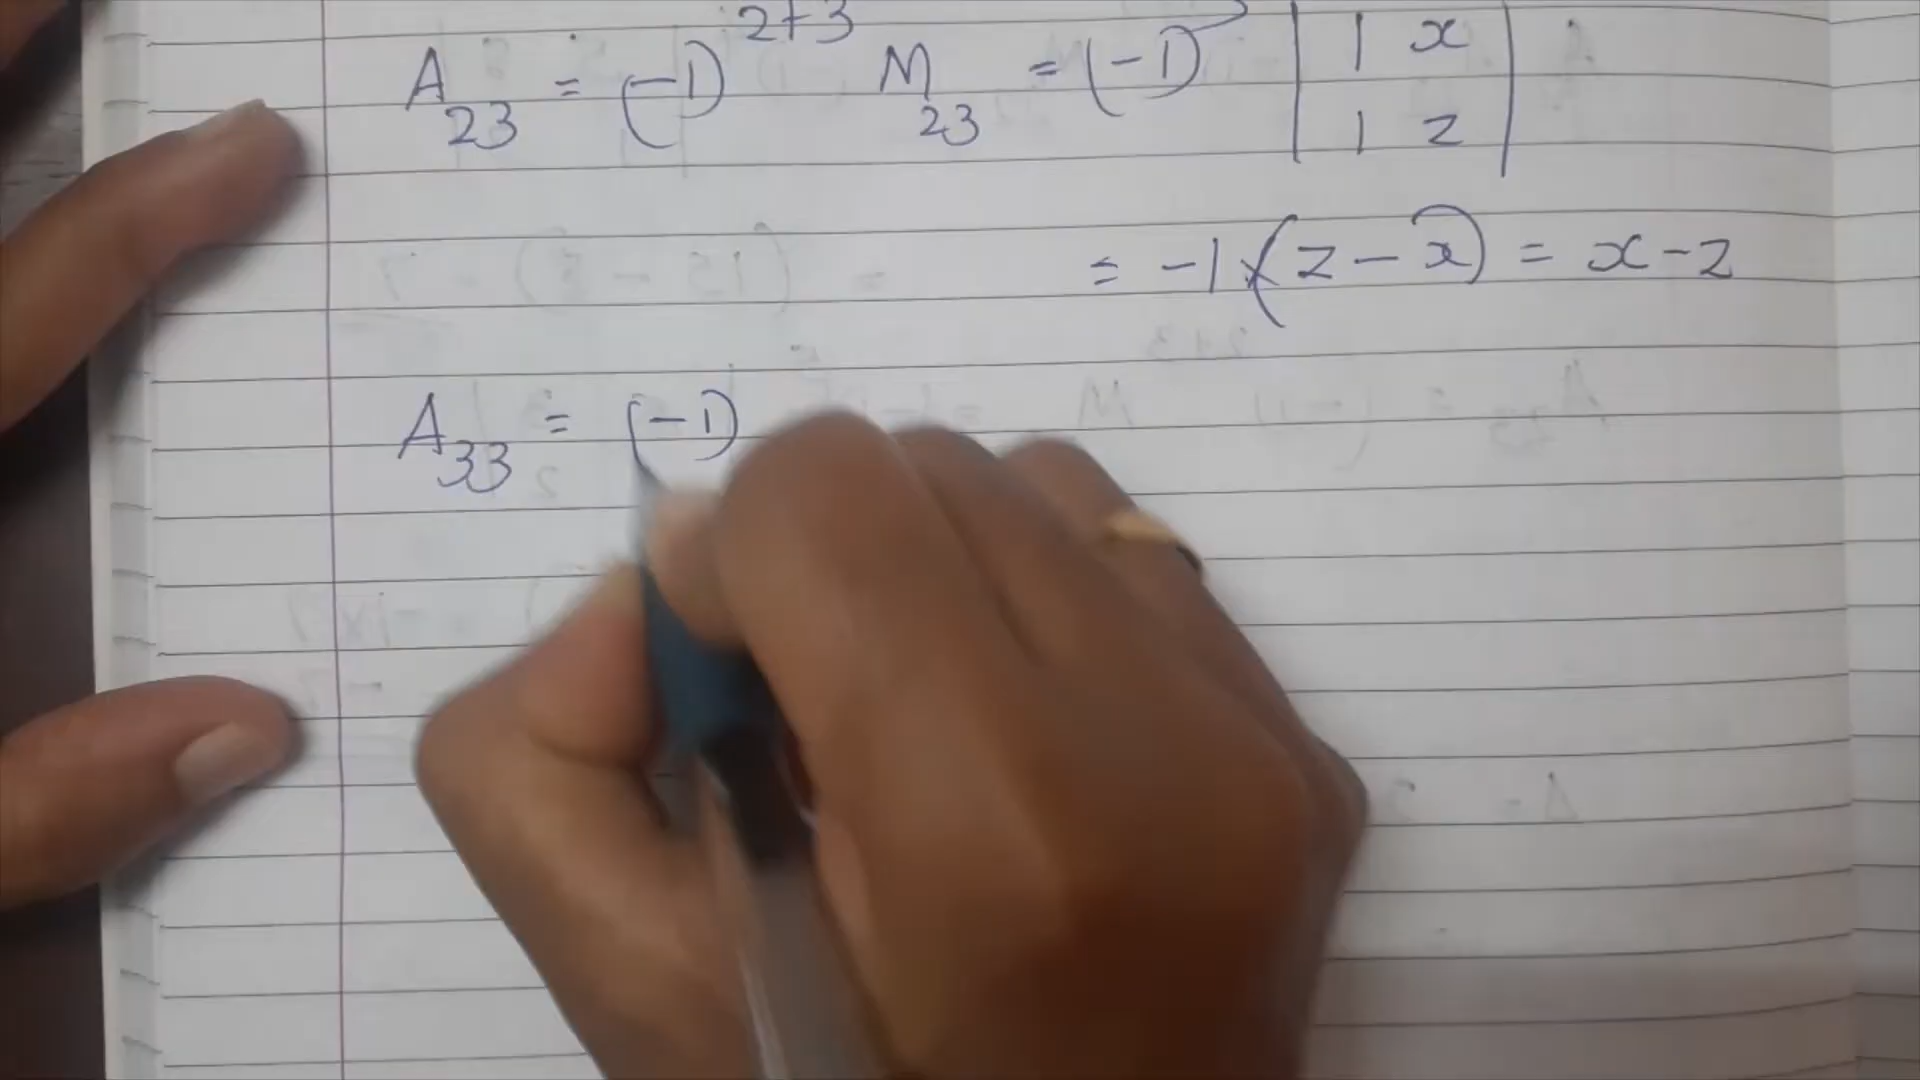 A₂₃ = (-1)²⁺³ M₂₃ = (-1) | 1 x |
| 1 z |
= -1 × (z - x) = x - z
A₃₃ = (-1)